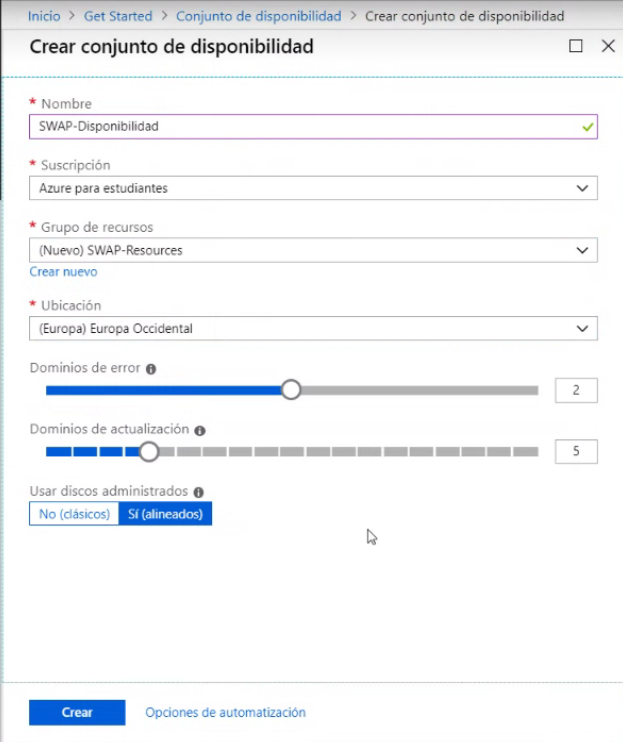 Inicio > Get Started > Conjunto de disponibilidad > Crear conjunto de disponibilidad
Crear conjunto de disponibilidad
* Nombre
SWAP-Disponibilidad
* Suscripción
Azure para estudiantes
* Grupo de recursos
(Nuevo) SWAP-Resources
Crear nuevo
* Ubicación
(Europa) Europa Occidental
Dominios de error
2
Dominios de actualización
5
Usar discos administrados
No (clásicos) Sí (alineados)
Crear Opciones de automatización